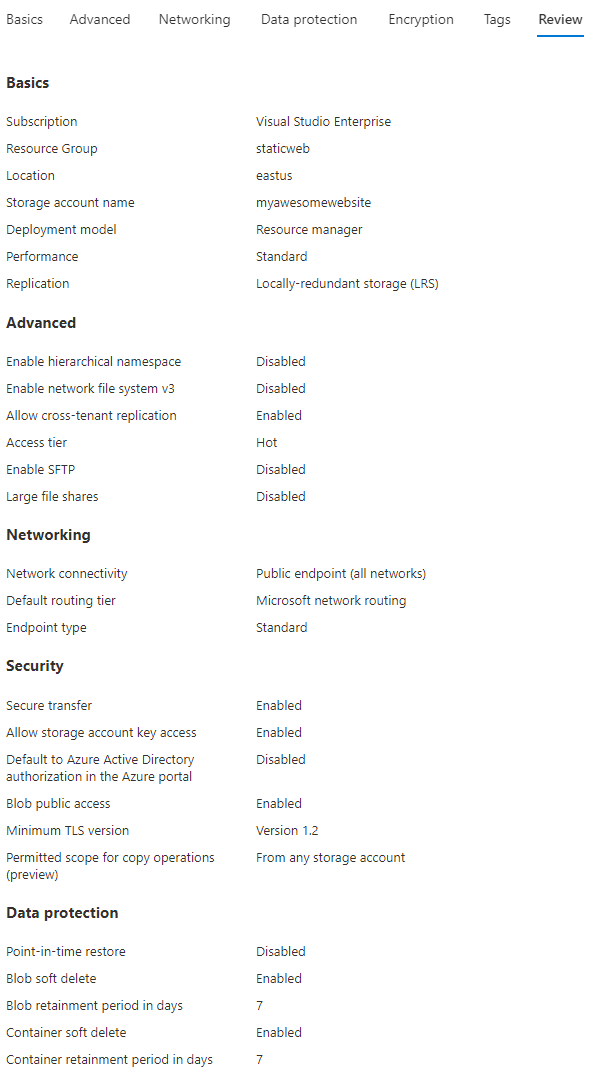 Basics Advanced Networking Data protection Encryption Tags Review
Basics
Subscription Visual Studio Enterprise
Resource Group staticweb
Location eastus
Storage account name myawesomewebsite
Deployment model Resource manager
Performance Standard
Replication Locally-redundant storage (LRS)
Advanced
Enable hierarchical namespace Disabled
Enable network file system v3 Disabled
Allow cross-tenant replication Enabled
Access tier Hot
Enable SFTP Disabled
Large file shares Disabled
Networking
Network connectivity Public endpoint (all networks)
Default routing tier Microsoft network routing
Endpoint type Standard
Security
Secure transfer Enabled
Allow storage account key access Enabled
Default to Azure Active Directory Disabled
authorization in the Azure portal
Blob public access Enabled
Minimum TLS version Version 1.2
Permitted scope for copy operations From any storage account
(preview)
Data protection
Point-in-time restore Disabled
Blob soft delete Enabled
Blob retainment period in days 7
Container soft delete Enabled
Container retainment period in days 7